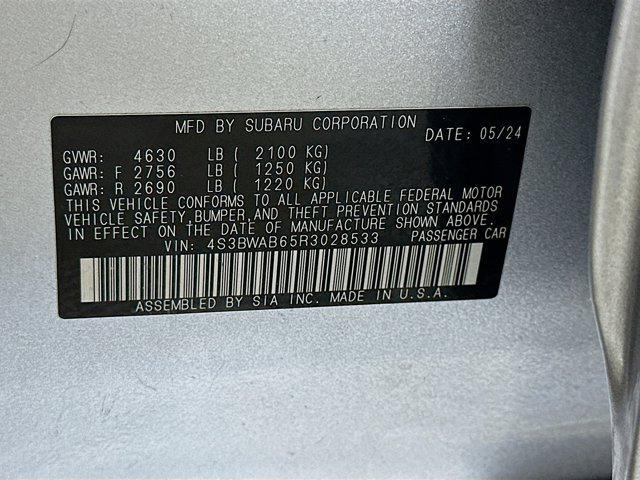 MFD BY SUBARU CORPORATION DATE: 05/24
GVWR: 4630 LB ( 2100 KG)
GAWR: F 2756 LB ( 1250 KG)
GAWR: R 2690 LB ( 1220 KG)
THIS VEHICLE CONFORMS TO ALL APPLICABLE FEDERAL MOTOR
VEHICLE SAFETY,BUMPER,AND THEFT PREVENTION STANDARDS
IN EFFECT ON THE DATE OF MANUFACTURE SHOWN ABOVE.
VIN: 4S3BWAB65R3028533 PASSENGER CAR
ASSEMBLED BY SIA INC. MADE IN U.S.A.